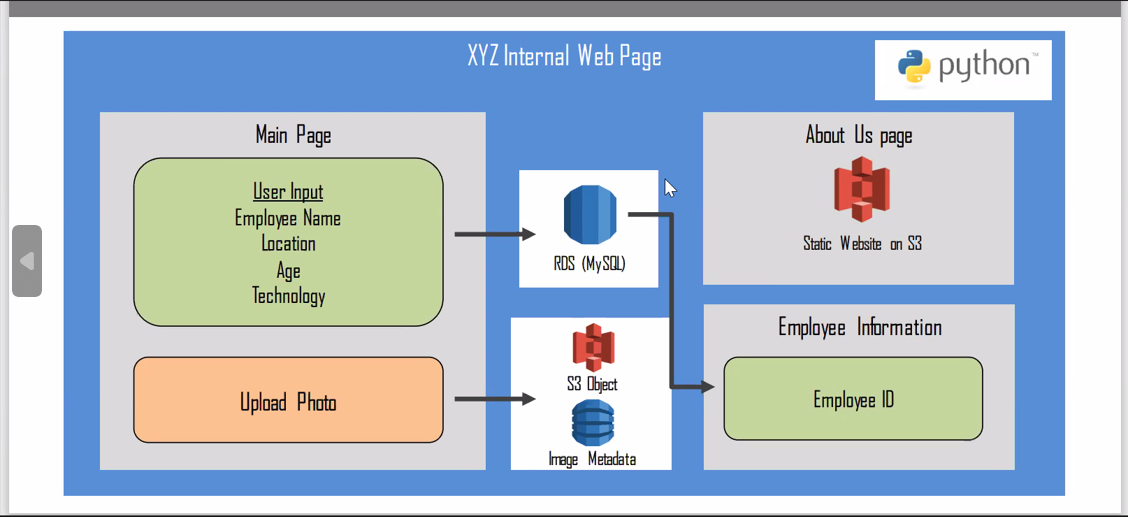 XYZ Internal Web Page
python™
Main Page
User Input
Employee Name
Location
Age
Technology
Upload Photo
RDS (MySQL)
S3 Object
Image Metadata
About Us page
Static Website on S3
Employee Information
Employee ID